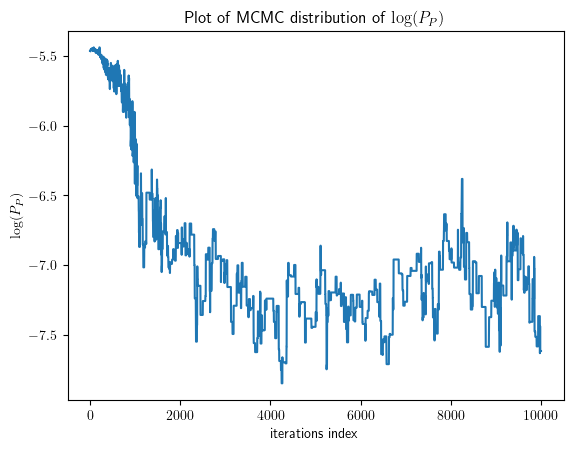 Plot of MCMC distribution of log(P_P)
−5.5
−6.0
−6.5
−7.0
−7.5
log(P_P)
0 2000 4000 6000 8000 10000
iterations index